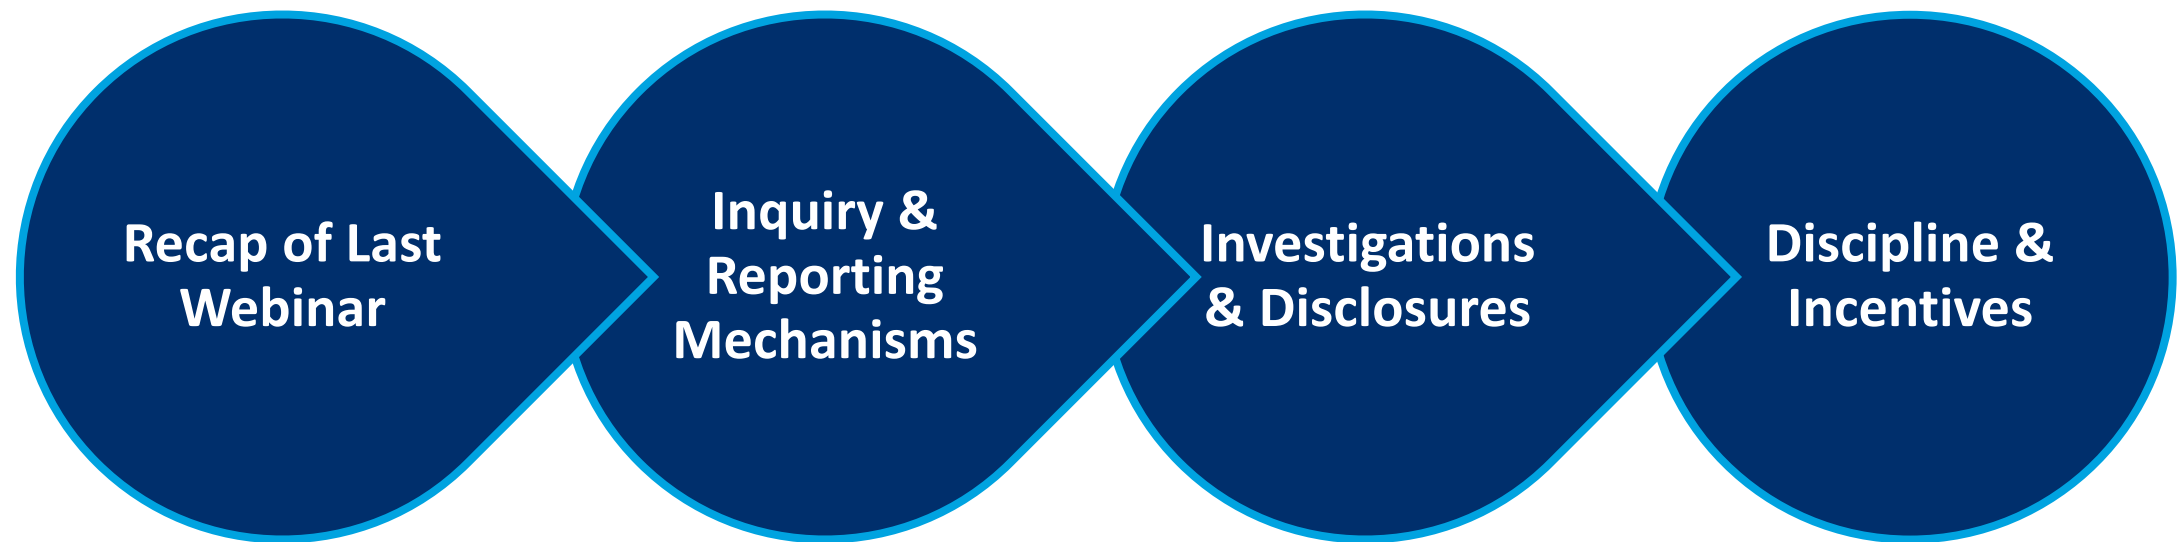 Recap of Last
Webinar
Inquiry &
Reporting
Mechanisms
Investigations
& Disclosures
Discipline &
Incentives